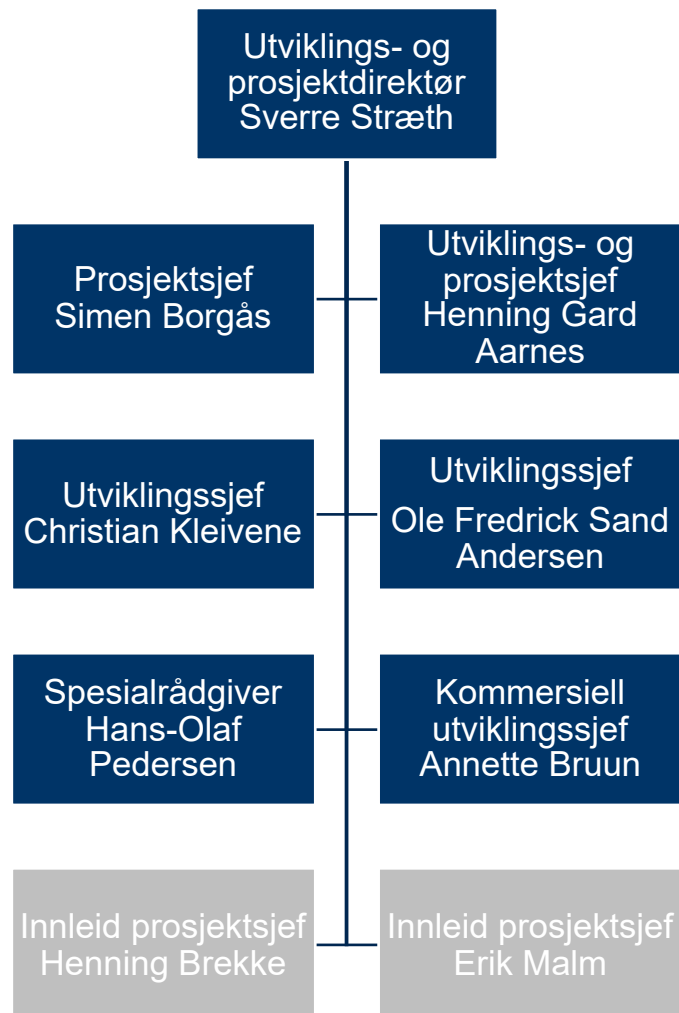 Utviklings- og
prosjektdirektør
Sverre Stræth
Prosjektsjef
Simen Borgås
Utviklings- og
prosjektsjef
Henning Gard
Aarnes
Utviklingssjef
Christian Kleivene
Utviklingssjef
Ole Fredrick Sand
Andersen
Spesialrådgiver
Hans-Olaf
Pedersen
Kommersiell
utviklingssjef
Annette Bruun
Innleid prosjektsjef
Henning Brekke
Innleid prosjektsjef
Erik Malm